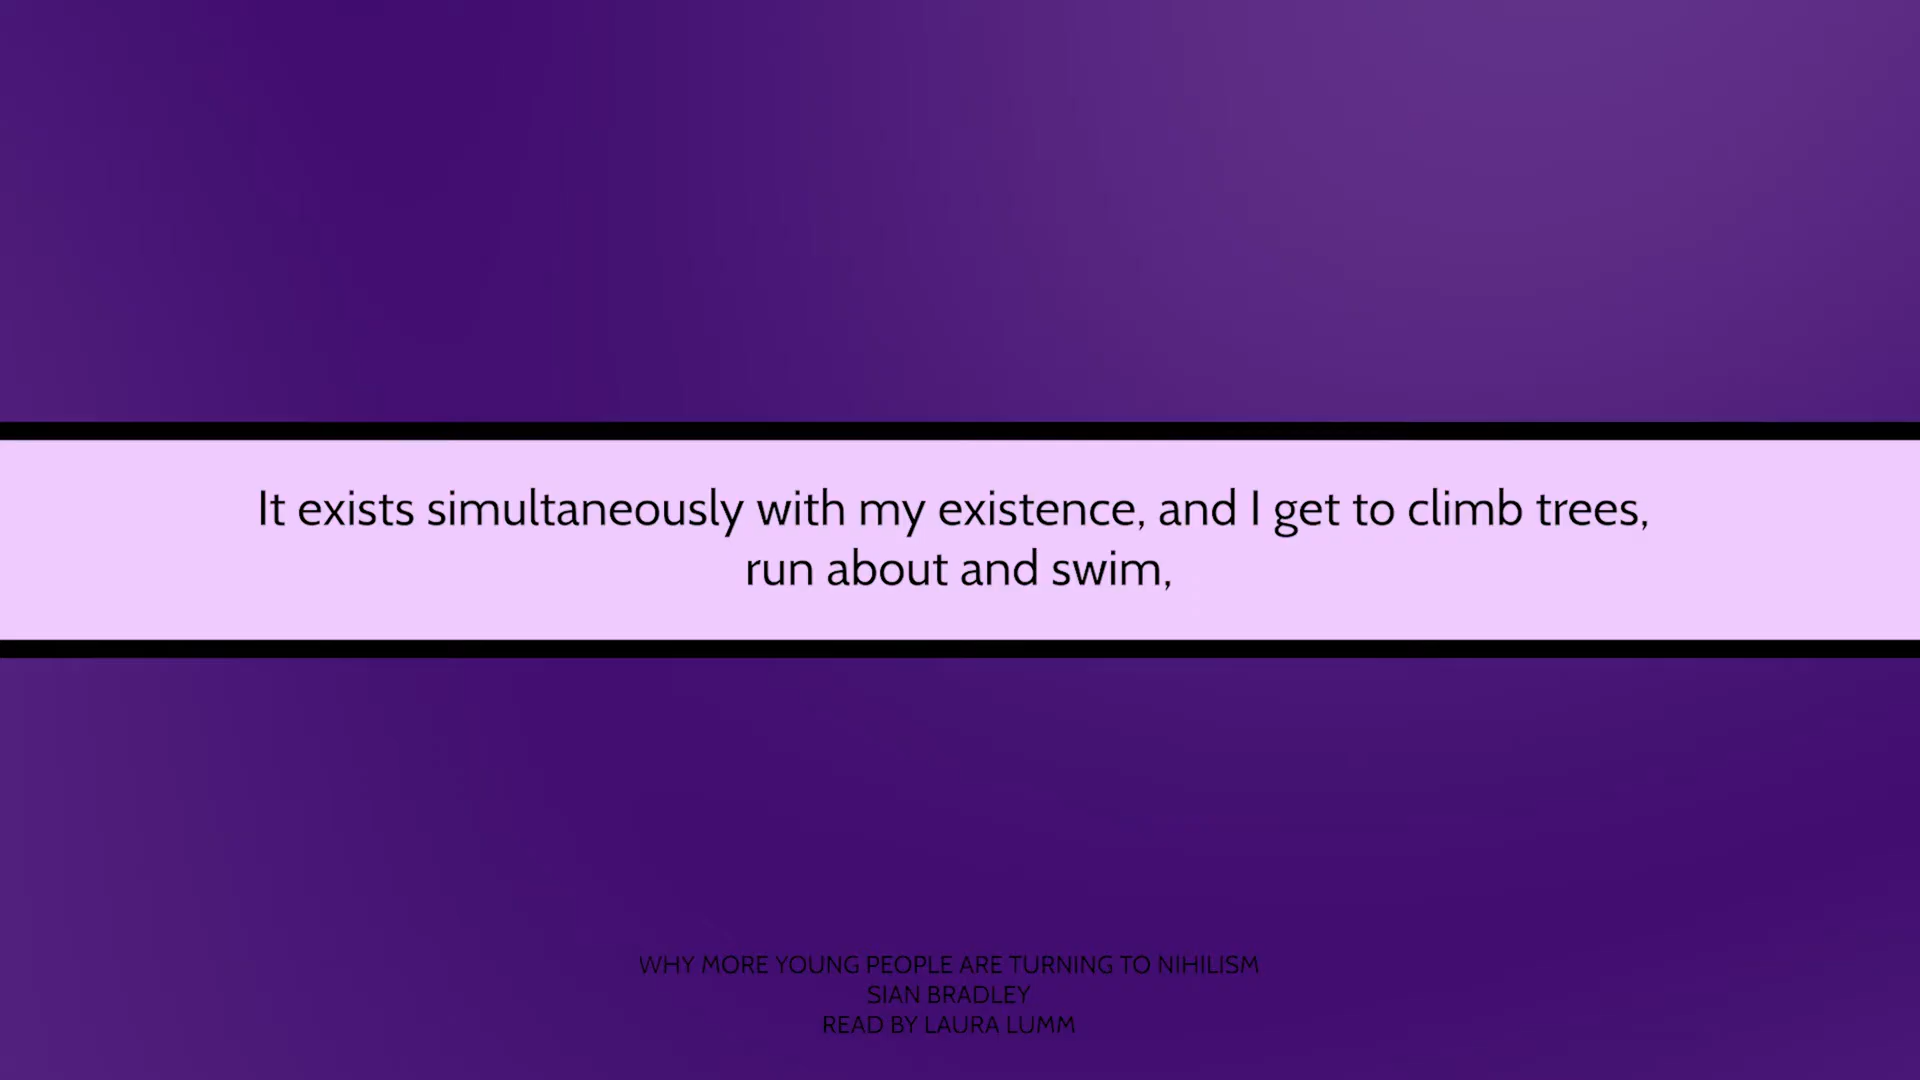 It exists simultaneously with my existence, and I get to climb trees,
run about and swim,
WHY MORE YOUNG PEOPLE ARE TURNING TO NIHILISM
SIAN BRADLEY
READ BY LAURA LUMM